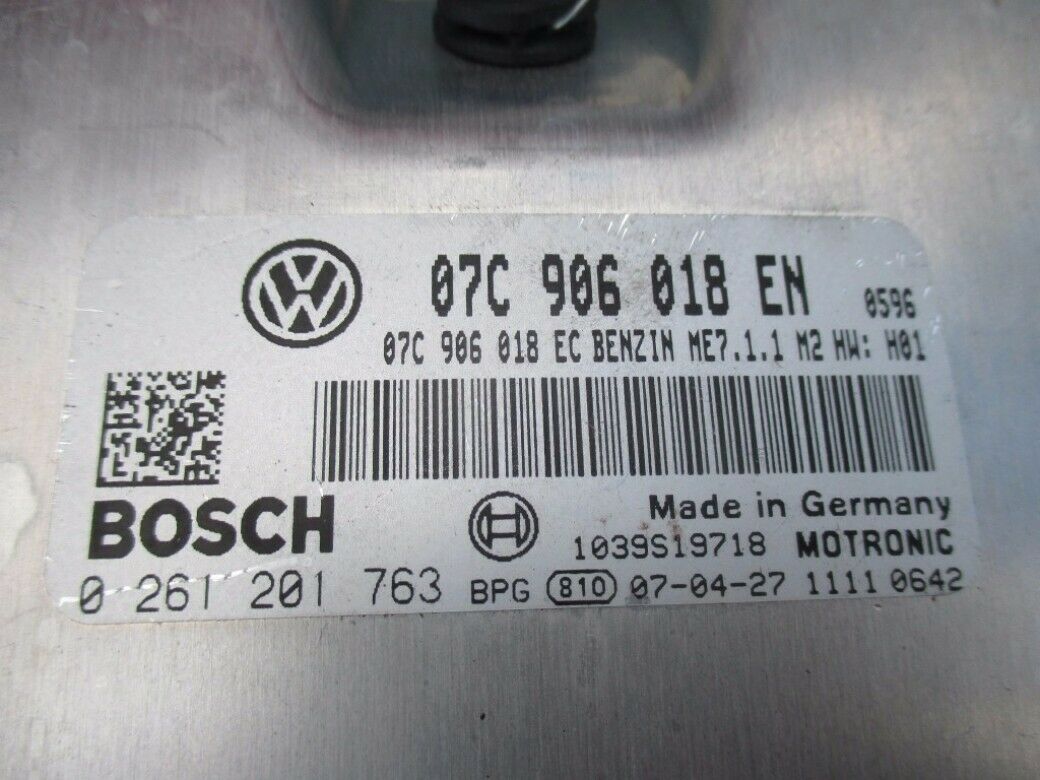 07C 906 018 EN 0596
07C 906 018 EC BENZIN ME7.1.1 M2 HW: H01
BOSCH
Made in Germany
1039S19718 MOTRONIC
0 261 201 763 BPG 810 07-04-27 1111 0642